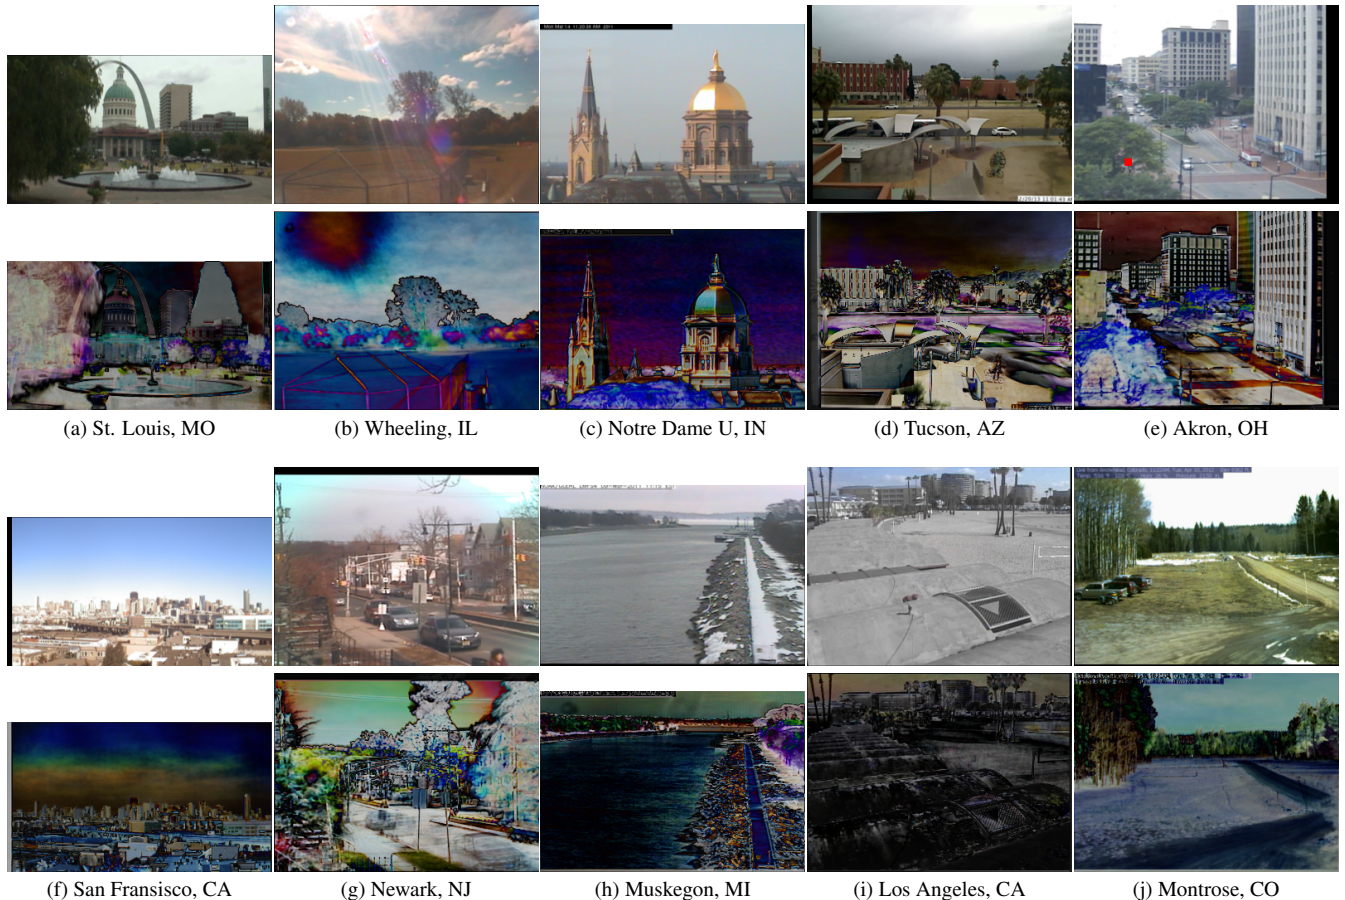 (a) St. Louis, MO
(b) Wheeling, IL
(c) Notre Dame U, IN
(d) Tucson, AZ
(e) Akron, OH
(f) San Fransisco, CA
(g) Newark, NJ
(h) Muskegon, MI
(i) Los Angeles, CA
(j) Montrose, CO